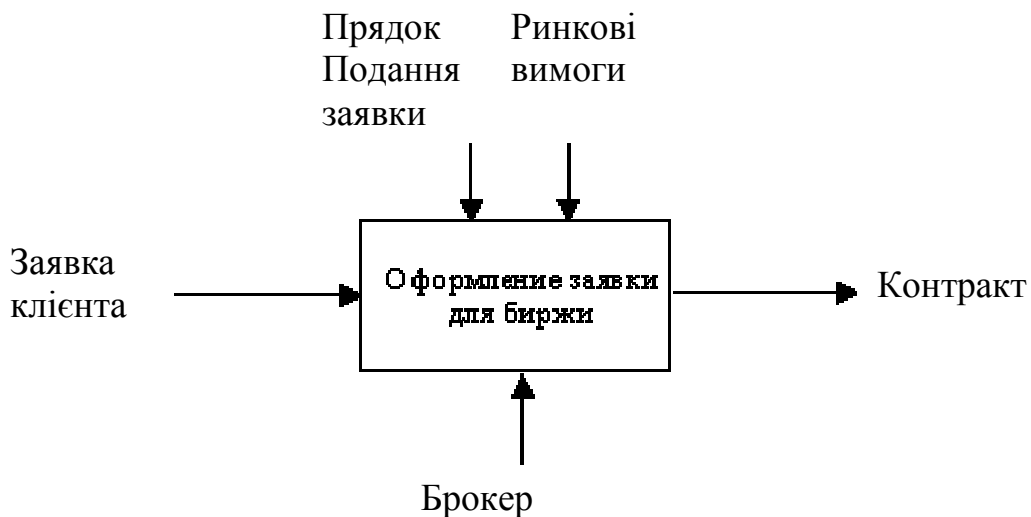 Прядок
Подання
заявки
Ринкові
вимоги
Заявка
клієнта
Оформление заявки
для биржи
Контракт
Брокер